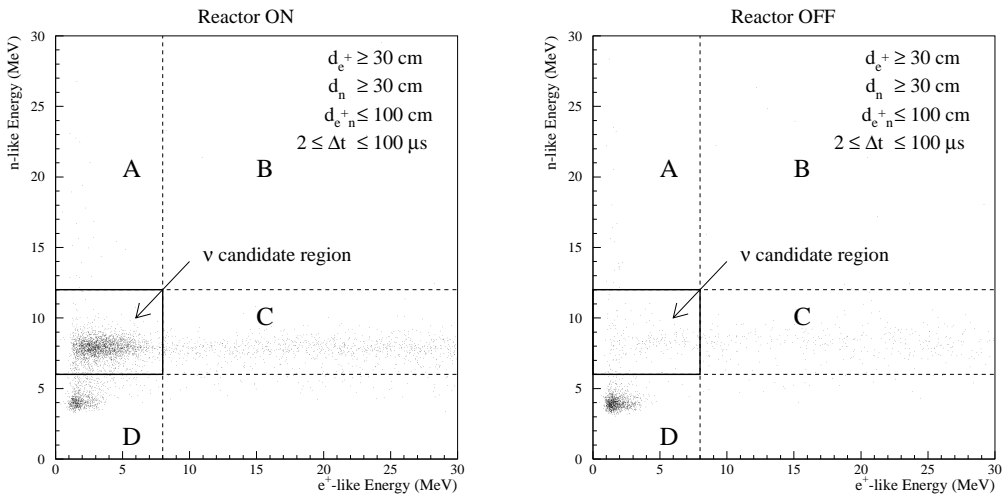 Reactor ON
n-like Energy (MeV)
30
25
20
15
10
5
0
d_e+ ≥ 30 cm
d_n ≥ 30 cm
d_e+n ≤ 100 cm
2 ≤ Δt ≤ 100 μs
A
B
ν candidate region
C
D
0 5 10 15 20 25 30
e⁺-like Energy (MeV)
Reactor OFF
n-like Energy (MeV)
30
25
20
15
10
5
0
d_e+ ≥ 30 cm
d_n ≥ 30 cm
d_e+n ≤ 100 cm
2 ≤ Δt ≤ 100 μs
A
B
ν candidate region
C
D
0 5 10 15 20 25 30
e⁺-like Energy (MeV)